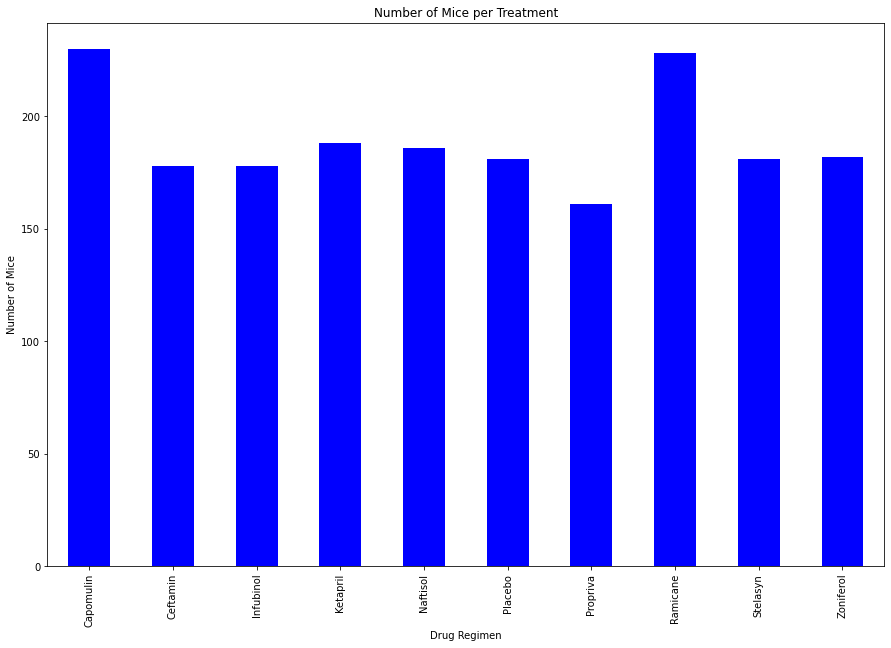 Number of Mice per Treatment
Number of Mice
200
150
100
50
0
Capomulin
Ceftamin
Infubinol
Ketapril
Naftisol
Placebo
Propriva
Ramicane
Stelasyn
Zoniferol
Drug Regimen